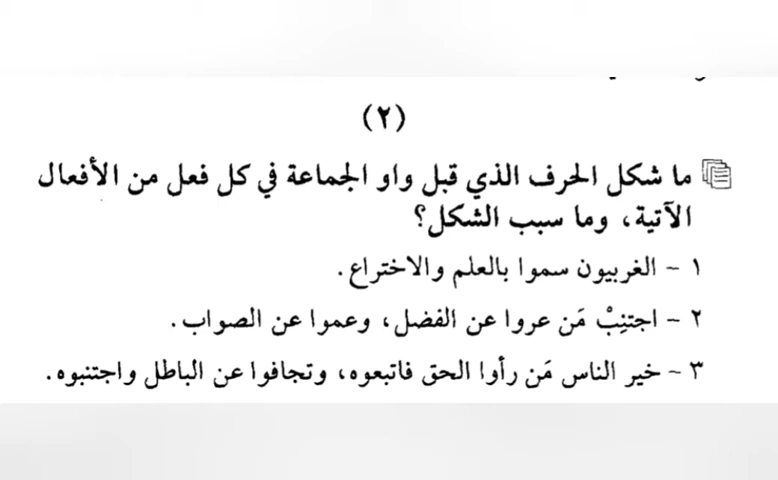 (٢)
ما شكل الحرف الذي قبل واو الجماعة في كل فعل من الأفعال
الآتية، وما سبب الشكل؟
١ - الغربيون سموا بالعلم والاختراع.
٢ - اجتنِبْ مَن عروا عن الفضل، وعموا عن الصواب.
٣ - خير الناس مَن رأوا الحق فاتبعوه، وتجافوا عن الباطل واجتنبوه.